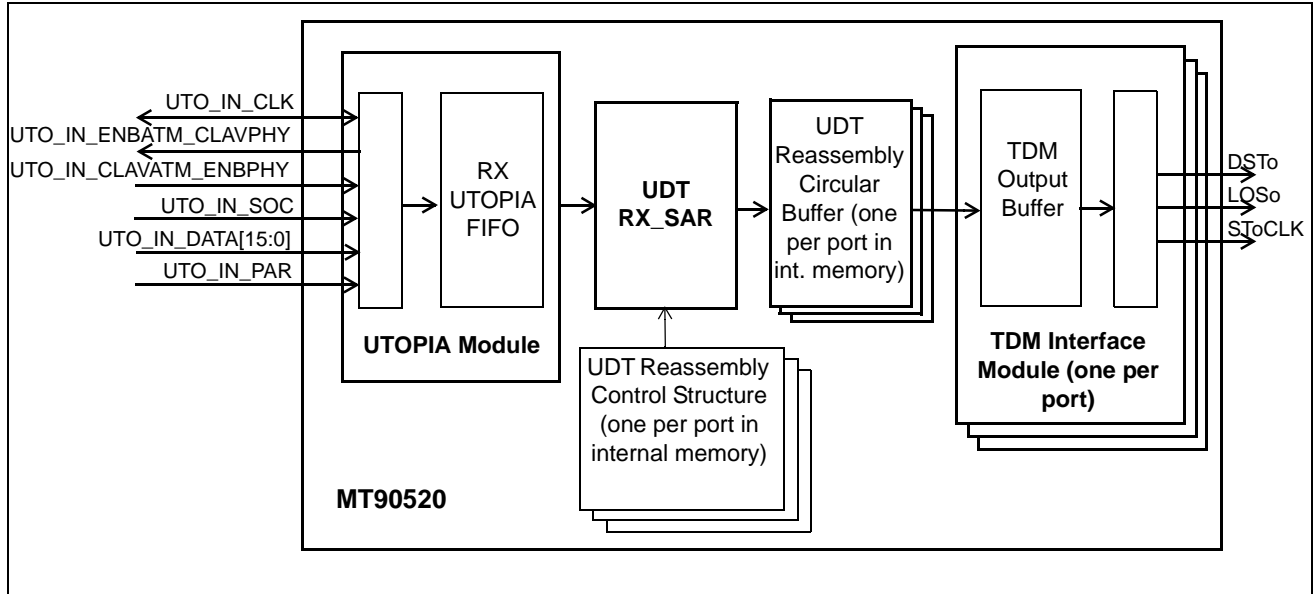 UTO_IN_CLK
UTO_IN_ENBATM_CLAVPHY
UTO_IN_CLAVATM_ENBPHY
UTO_IN_SOC
UTO_IN_DATA[15:0]
UTO_IN_PAR
RX
UTOPIA
FIFO
UTOPIA Module
UDT
RX_SAR
UDT Reassembly
Control Structure
(one per port in
internal memory)
UDT
Reassembly
Circular
Buffer (one
per port in
int. memory)
TDM
Output
Buffer
TDM Interface
Module (one per
port)
DSTo
LOSo
SToCLK
MT90520